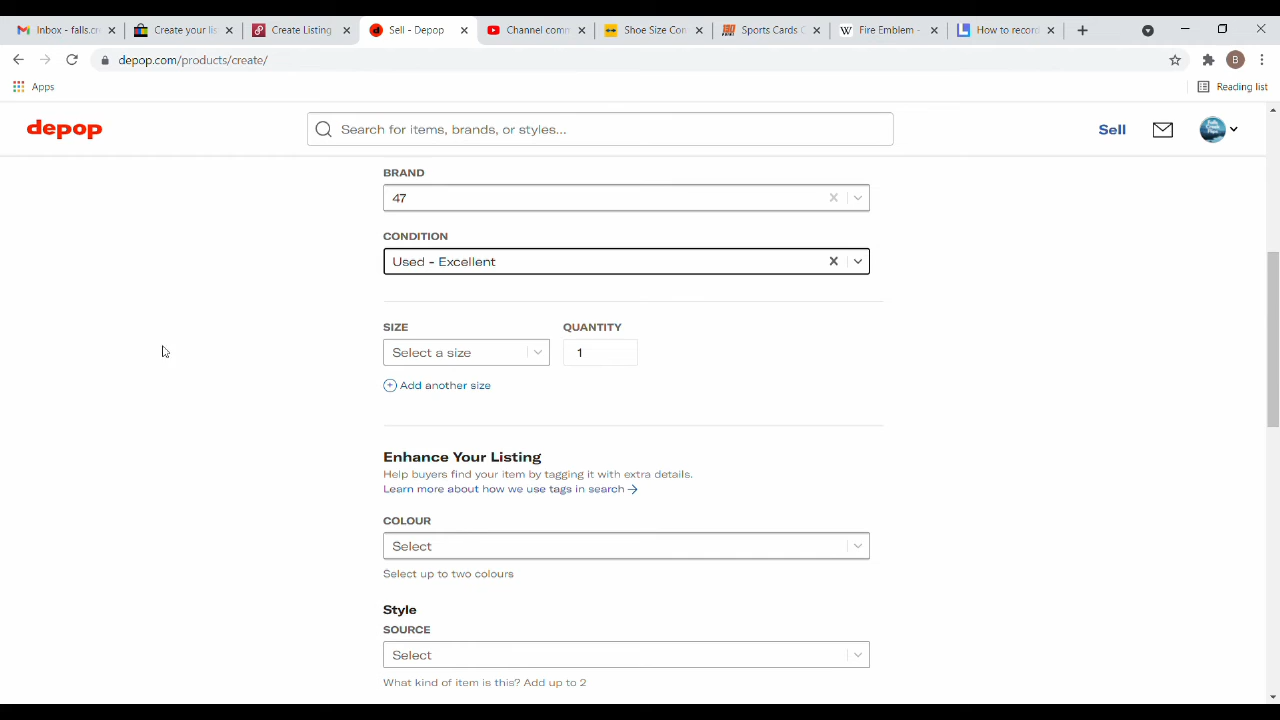 Inbox - falls.cr
Create your lis
Create Listing
Sell - Depop
Channel comm
Shoe Size Con
Sports Cards
Fire Emblem -
How to record
depop.com/products/create/
B
Apps
Reading list
depop
Search for items, brands, or styles...
Sell
BRAND
47
CONDITION
Used - Excellent
SIZE
QUANTITY
Select a size
1
Add another size
Enhance Your Listing
Help buyers find your item by tagging it with extra details.
Learn more about how we use tags in search →
COLOUR
Select
Select up to two colours
Style
SOURCE
Select
What kind of item is this? Add up to 2